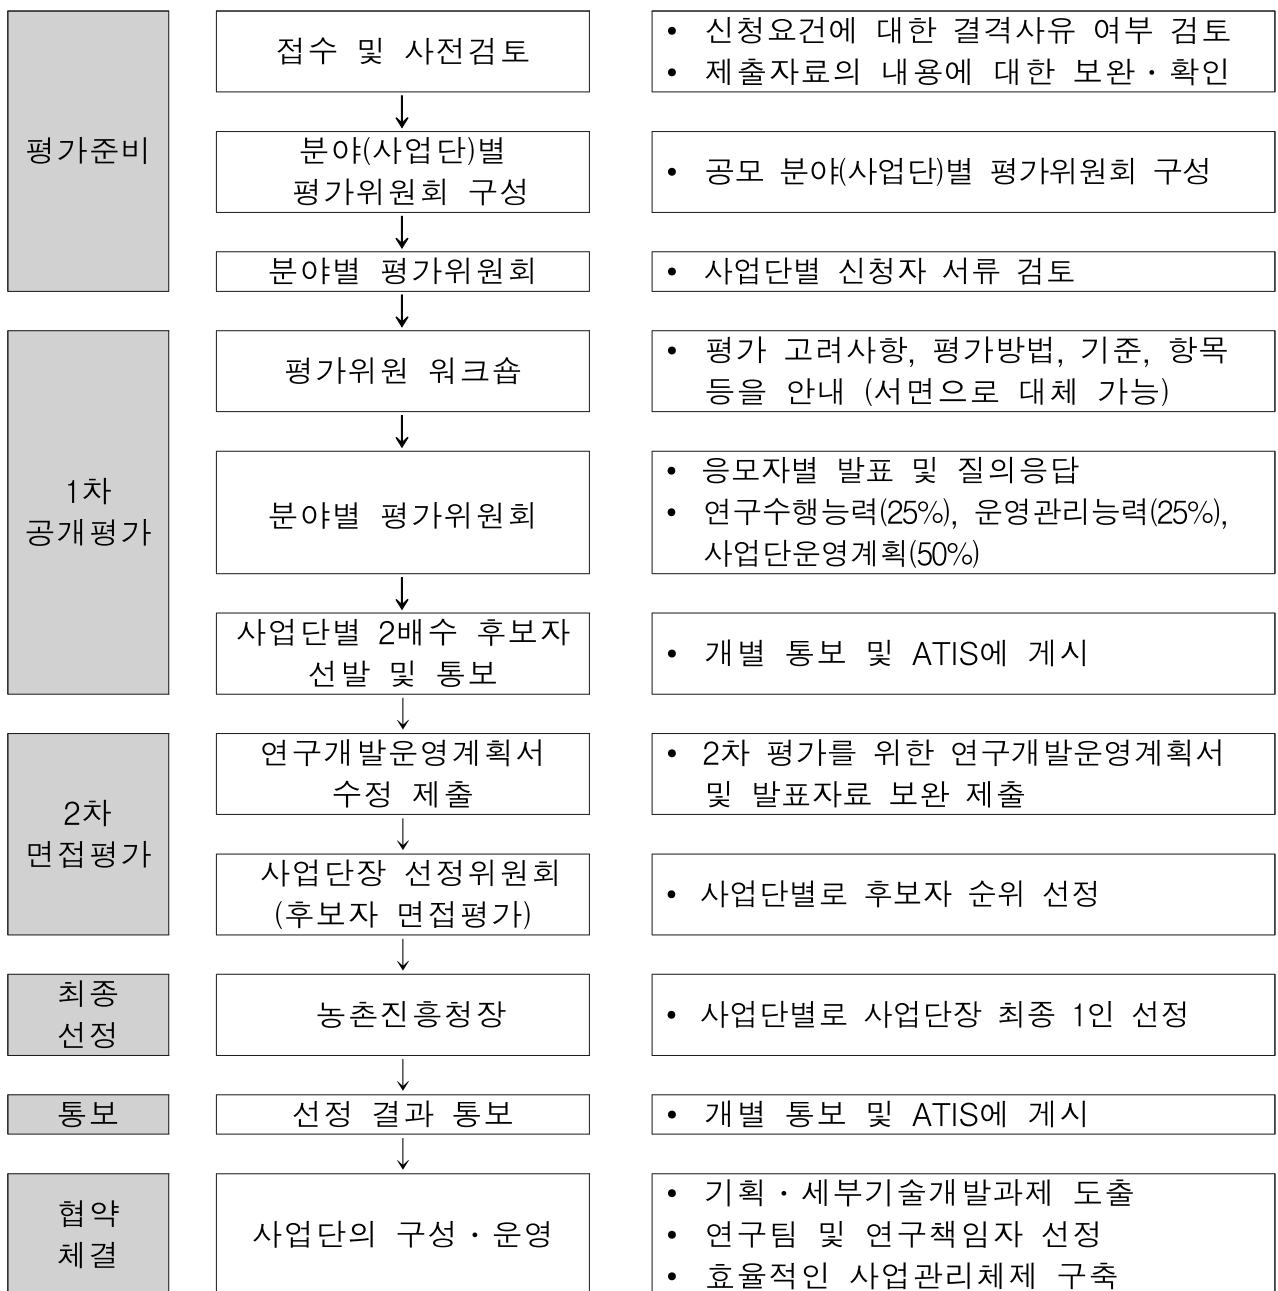 평가준비
접수 및 사전검토
• 신청요건에 대한 결격사유 여부 검토
• 제출자료의 내용에 대한 보완・확인
분야(사업단)별
평가위원회 구성
• 공모 분야(사업단)별 평가위원회 구성
분야별 평가위원회
• 사업단별 신청자 서류 검토
1차
공개평가
평가위원 워크숍
• 평가 고려사항, 평가방법, 기준, 항목
등을 안내 (서면으로 대체 가능)
분야별 평가위원회
• 응모자별 발표 및 질의응답
• 연구수행능력(25%), 운영관리능력(25%),
사업단운영계획(50%)
사업단별 2배수 후보자
선발 및 통보
• 개별 통보 및 ATIS에 게시
2차
면접평가
연구개발운영계획서
수정 제출
• 2차 평가를 위한 연구개발운영계획서
및 발표자료 보완 제출
사업단장 선정위원회
(후보자 면접평가)
• 사업단별로 후보자 순위 선정
최종
선정
농촌진흥청장
• 사업단별로 사업단장 최종 1인 선정
통보
선정 결과 통보
• 개별 통보 및 ATIS에 게시
협약
체결
사업단의 구성・운영
• 기획・세부기술개발과제 도출
• 연구팀 및 연구책임자 선정
• 효율적인 사업관리체제 구축